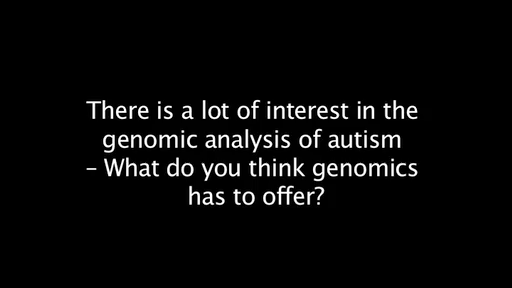 There is a lot of interest in the
genomic analysis of autism
– What do you think genomics
has to offer?